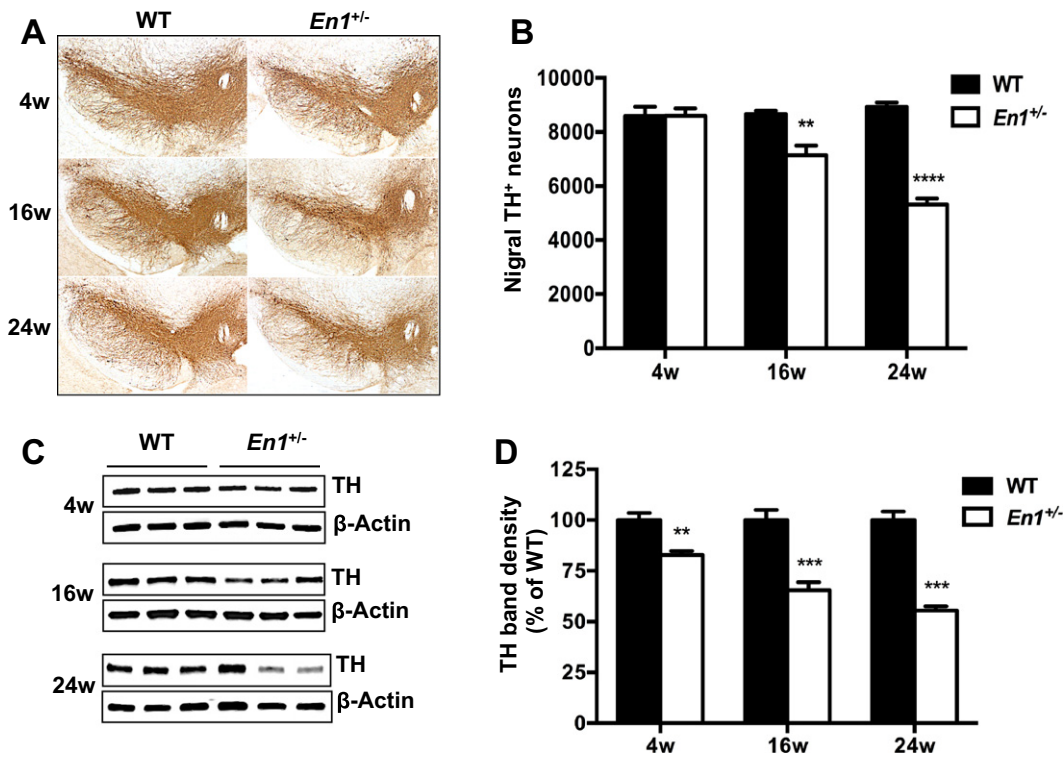 A
WT
En1+/-
4w
16w
24w
B
Nigral TH+ neurons
10000
8000
6000
4000
2000
0
**
****
4w
16w
24w
WT
En1+/-
C
WT
En1+/-
4w
TH
β-Actin
16w
TH
β-Actin
24w
TH
β-Actin
D
TH band density
(% of WT)
125
100
75
50
25
0
**
***
***
4w
16w
24w
WT
En1+/-